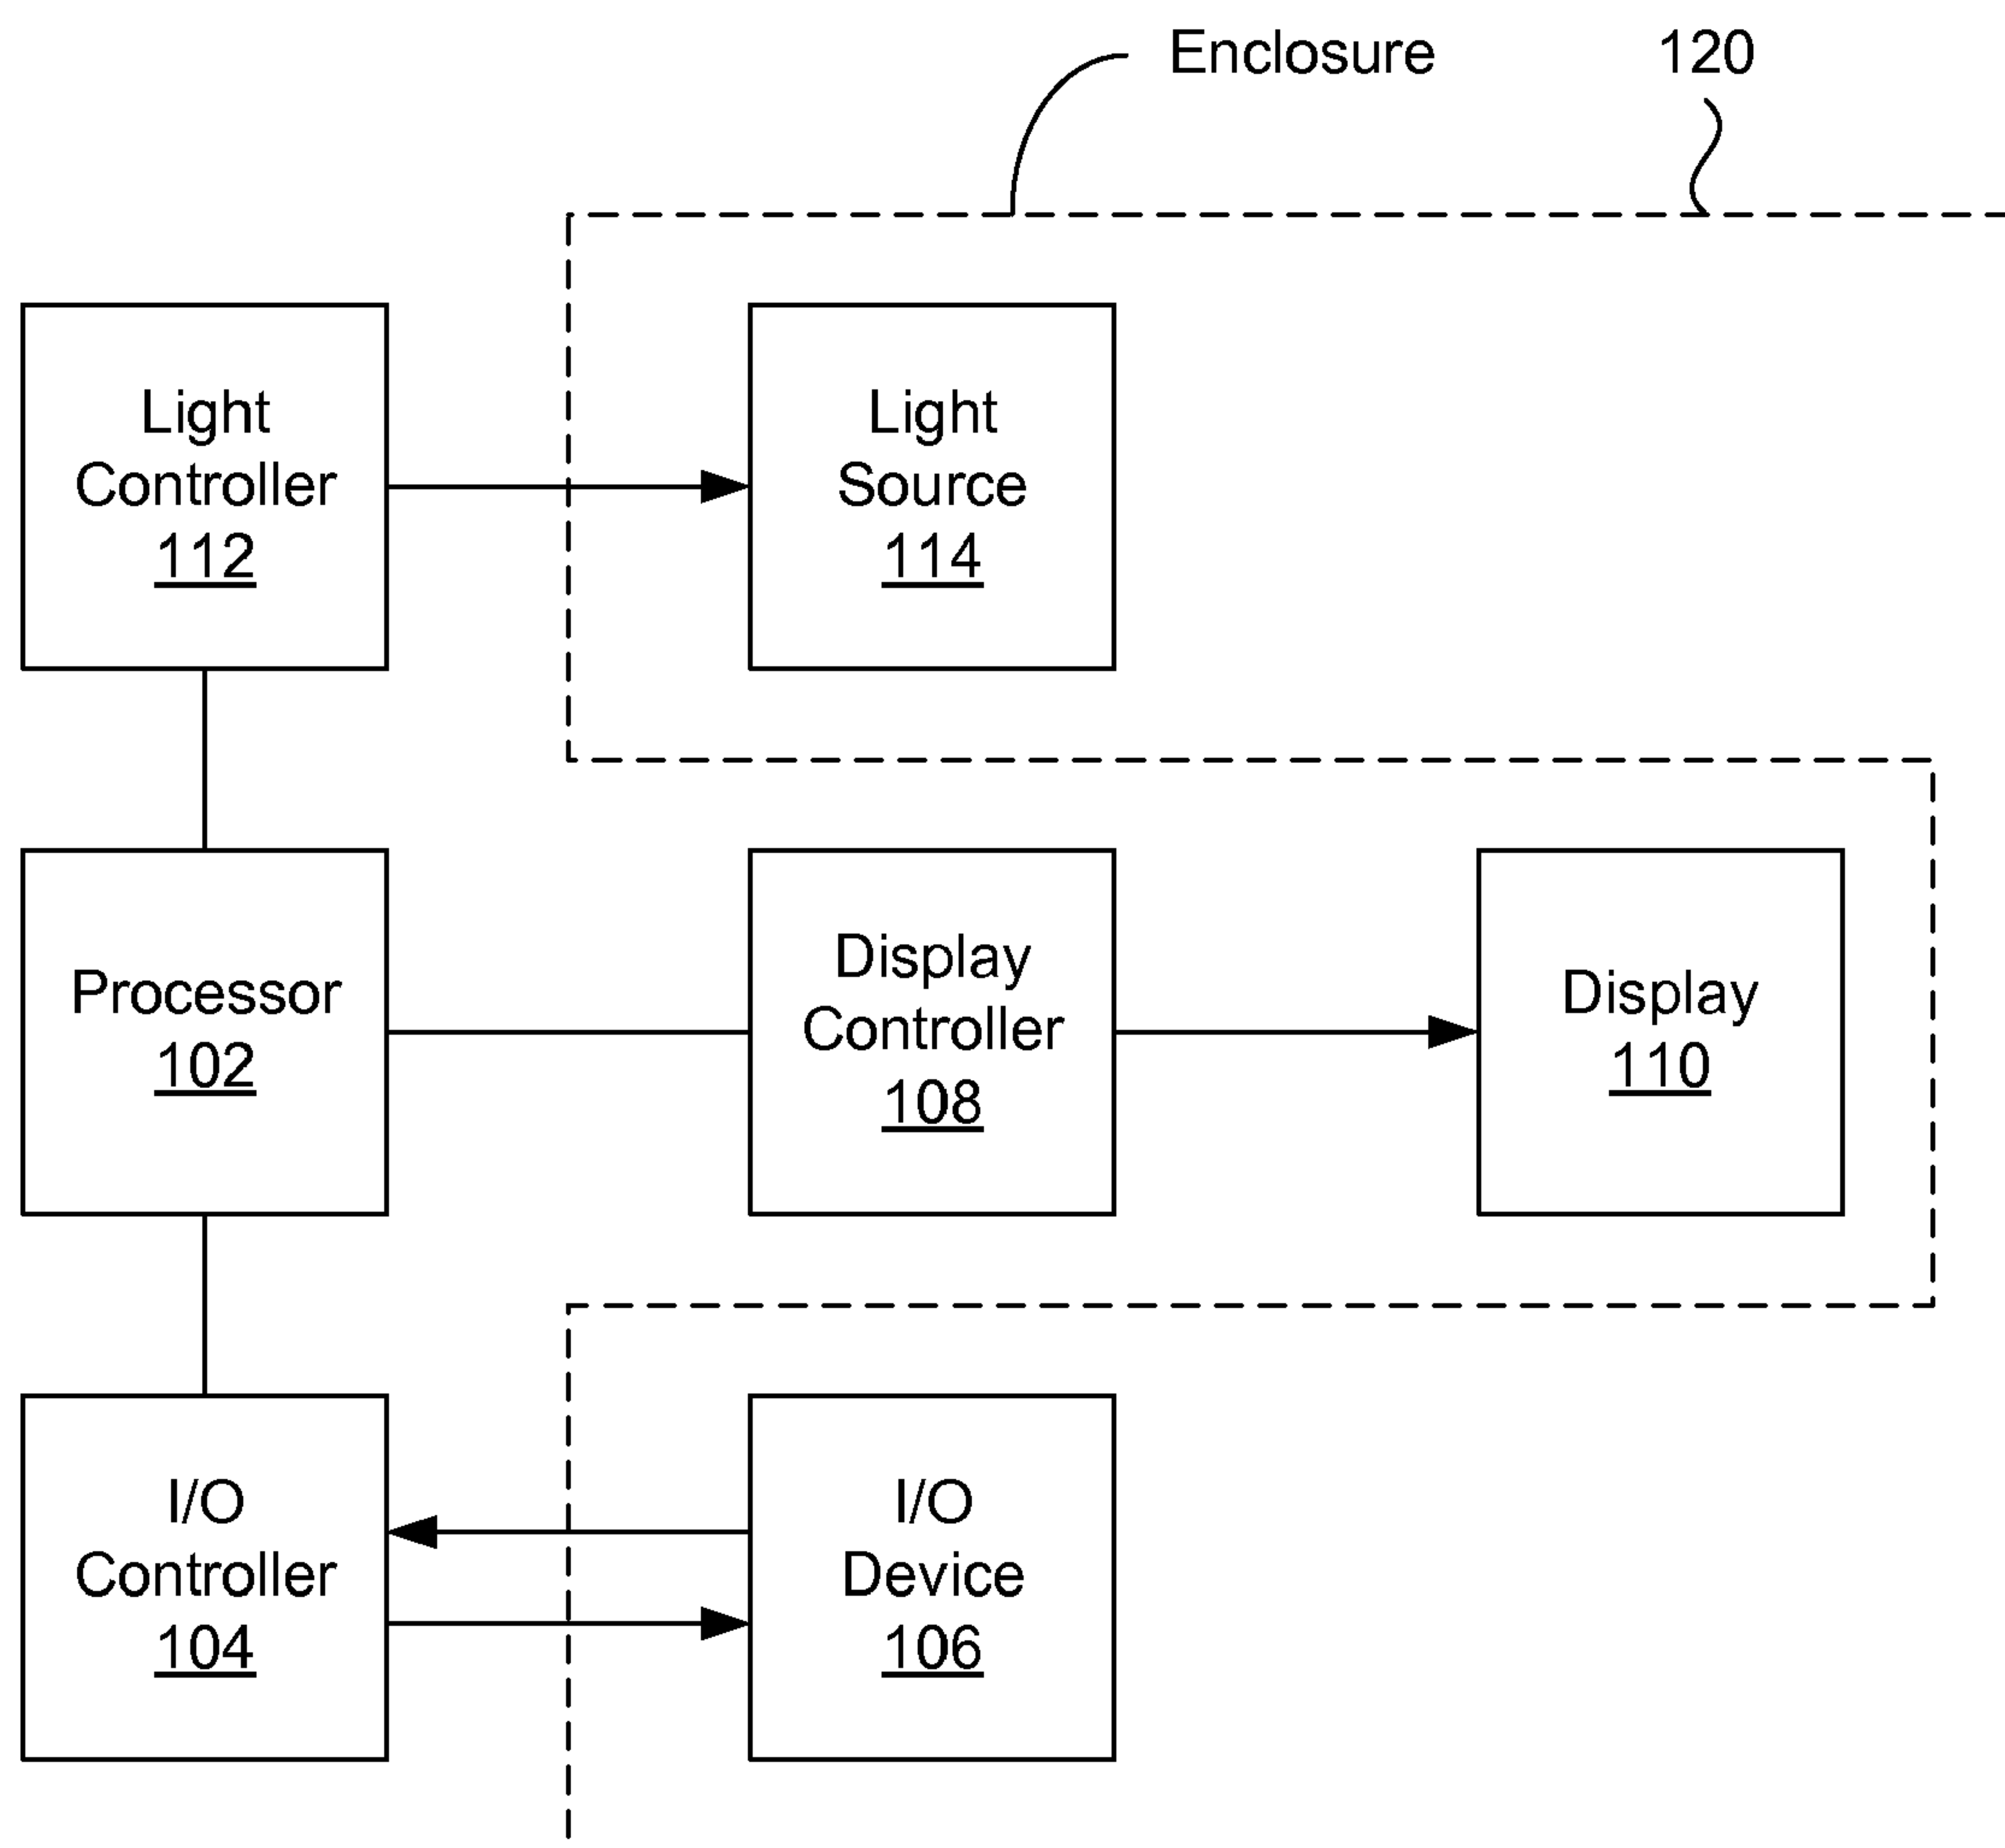 Enclosure
120
Light
Controller
112
Light
Source
114
Processor
102
Display
Controller
108
Display
110
I/O
Controller
104
I/O
Device
106